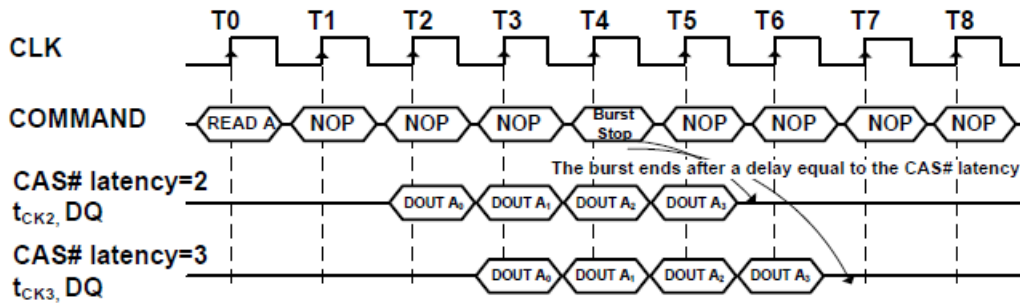 T0 T1 T2 T3 T4 T5 T6 T7 T8
CLK
COMMAND READ A NOP NOP NOP Burst Stop NOP NOP NOP NOP
The burst ends after a delay equal to the CAS# latency
CAS# latency=2
tCK2, DQ DOUT A0 DOUT A1 DOUT A2 DOUT A3
CAS# latency=3
tCK3, DQ DOUT A0 DOUT A1 DOUT A2 DOUT A3